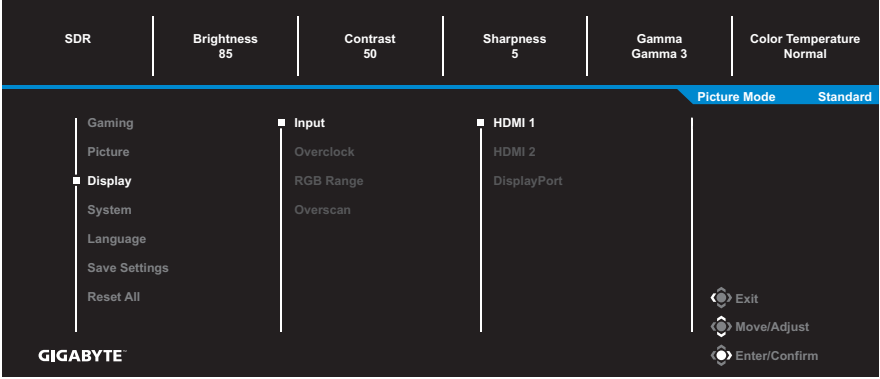 SDR
Brightness
85
Contrast
50
Sharpness
5
Gamma
Gamma 3
Color Temperature
Normal
Picture Mode Standard
Gaming
Picture
Display
System
Language
Save Settings
Reset All
Input
Overclock
RGB Range
Overscan
HDMI 1
HDMI 2
DisplayPort
Exit
Move/Adjust
Enter/Confirm
GIGABYTE